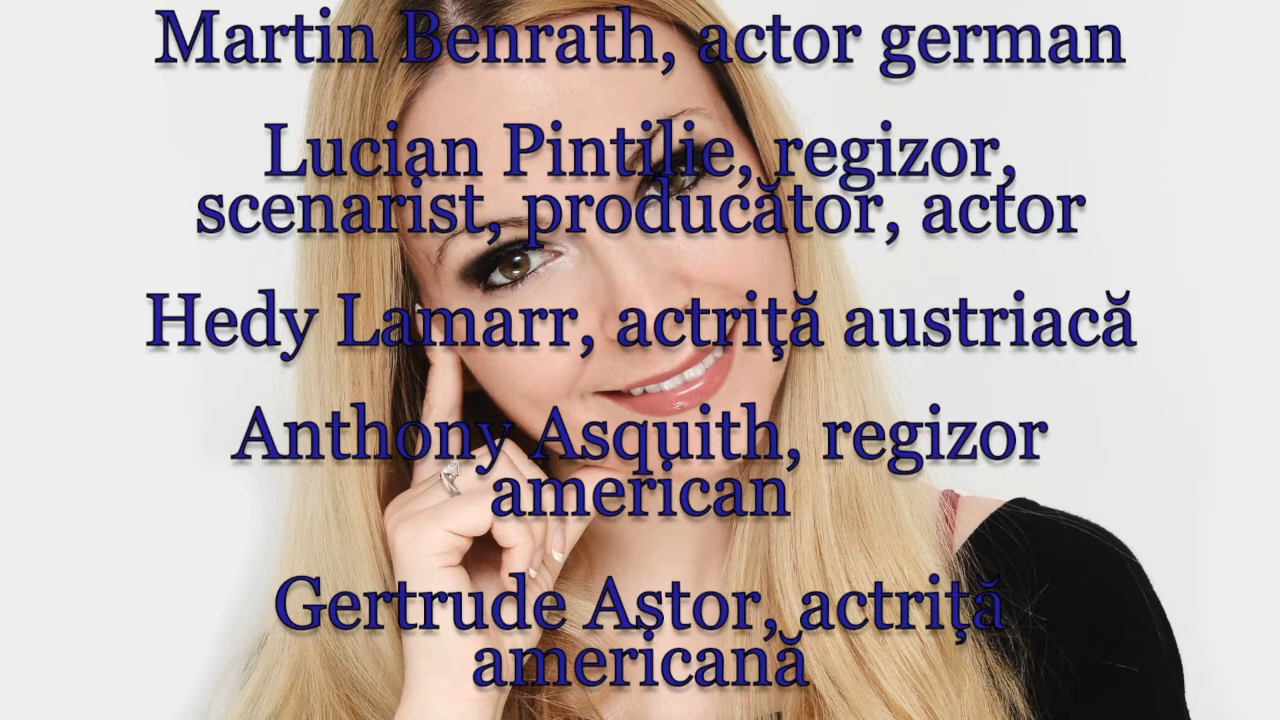 Martin Benrath, actor german
Lucian Pintilie, regizor,
scenarist, producător, actor
Hedy Lamarr, actriță austriacă
Anthony Asquith, regizor
american
Gertrude Astor, actriță
americană